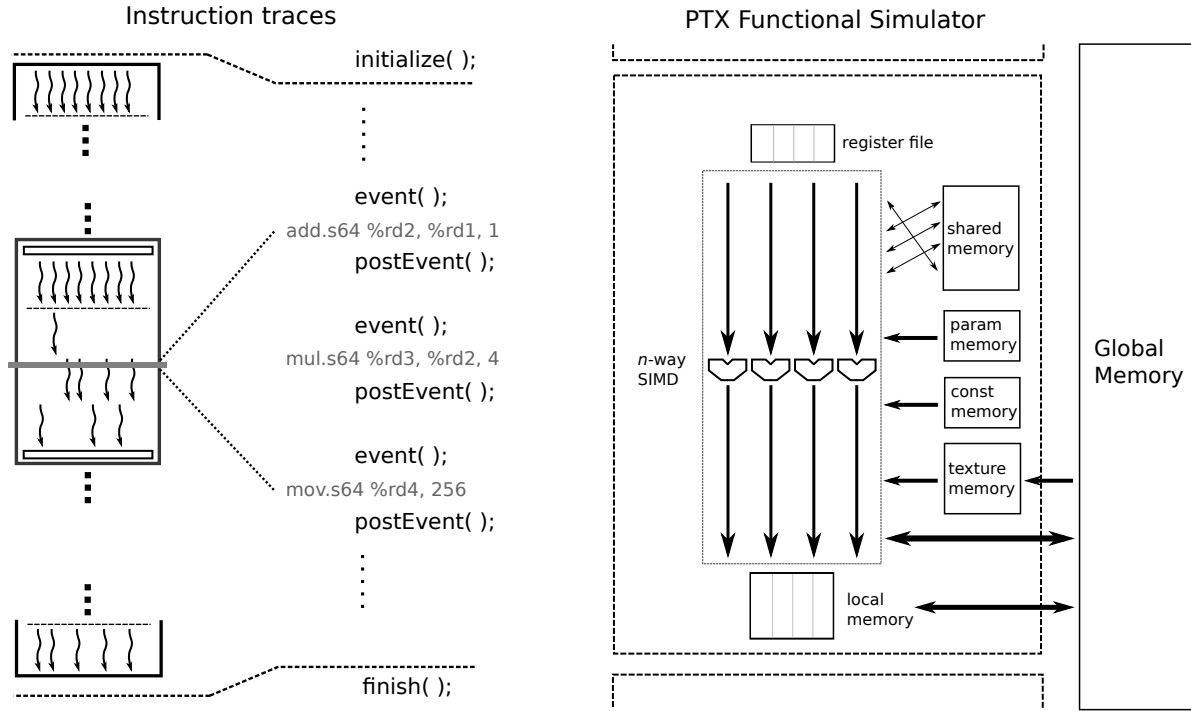 Instruction traces
initialize( );
event( );
add.s64 %rd2, %rd1, 1
postEvent( );
event( );
mul.s64 %rd3, %rd2, 4
postEvent( );
event( );
mov.s64 %rd4, 256
postEvent( );
finish( );
PTX Functional Simulator
register file
shared
memory
param
memory
n-way
SIMD
const
memory
texture
memory
local
memory
Global
Memory